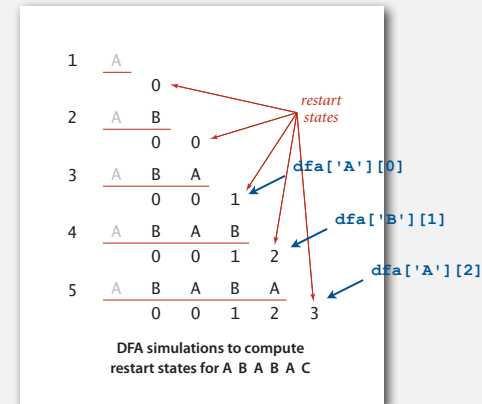 1 A
0
restart
states
2 A B
0 0
3 A B A
dfa['A'][0]
0 0 1
dfa['B'][1]
4 A B A B
0 0 1 2
dfa['A'][2]
5 A B A B A
0 0 1 2 3
DFA simulations to compute
restart states for A B A B A C